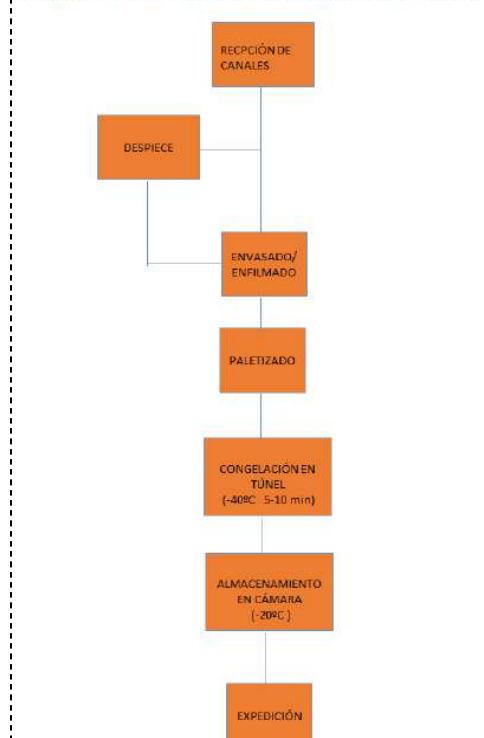 RECPCIÓN DE
CANALES
DESPIECE
ENVASADO/
ENFILMADO
PALETIZADO
CONGELACIÓN EN
TÚNEL
(-40ºC 5-10 min)
ALMACENAMIENTO
EN CÁMARA
(-20ºC )
EXPEDICIÓN